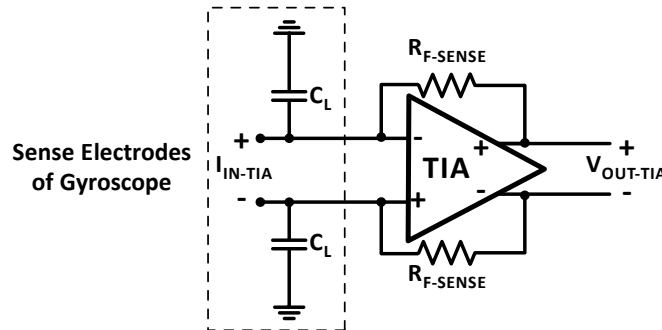 R_F-SENSE
C_L
+
-
+
+
Sense Electrodes
of Gyroscope
I_IN-TIA
TIA
V_OUT-TIA
-
+
-
-
C_L
R_F-SENSE